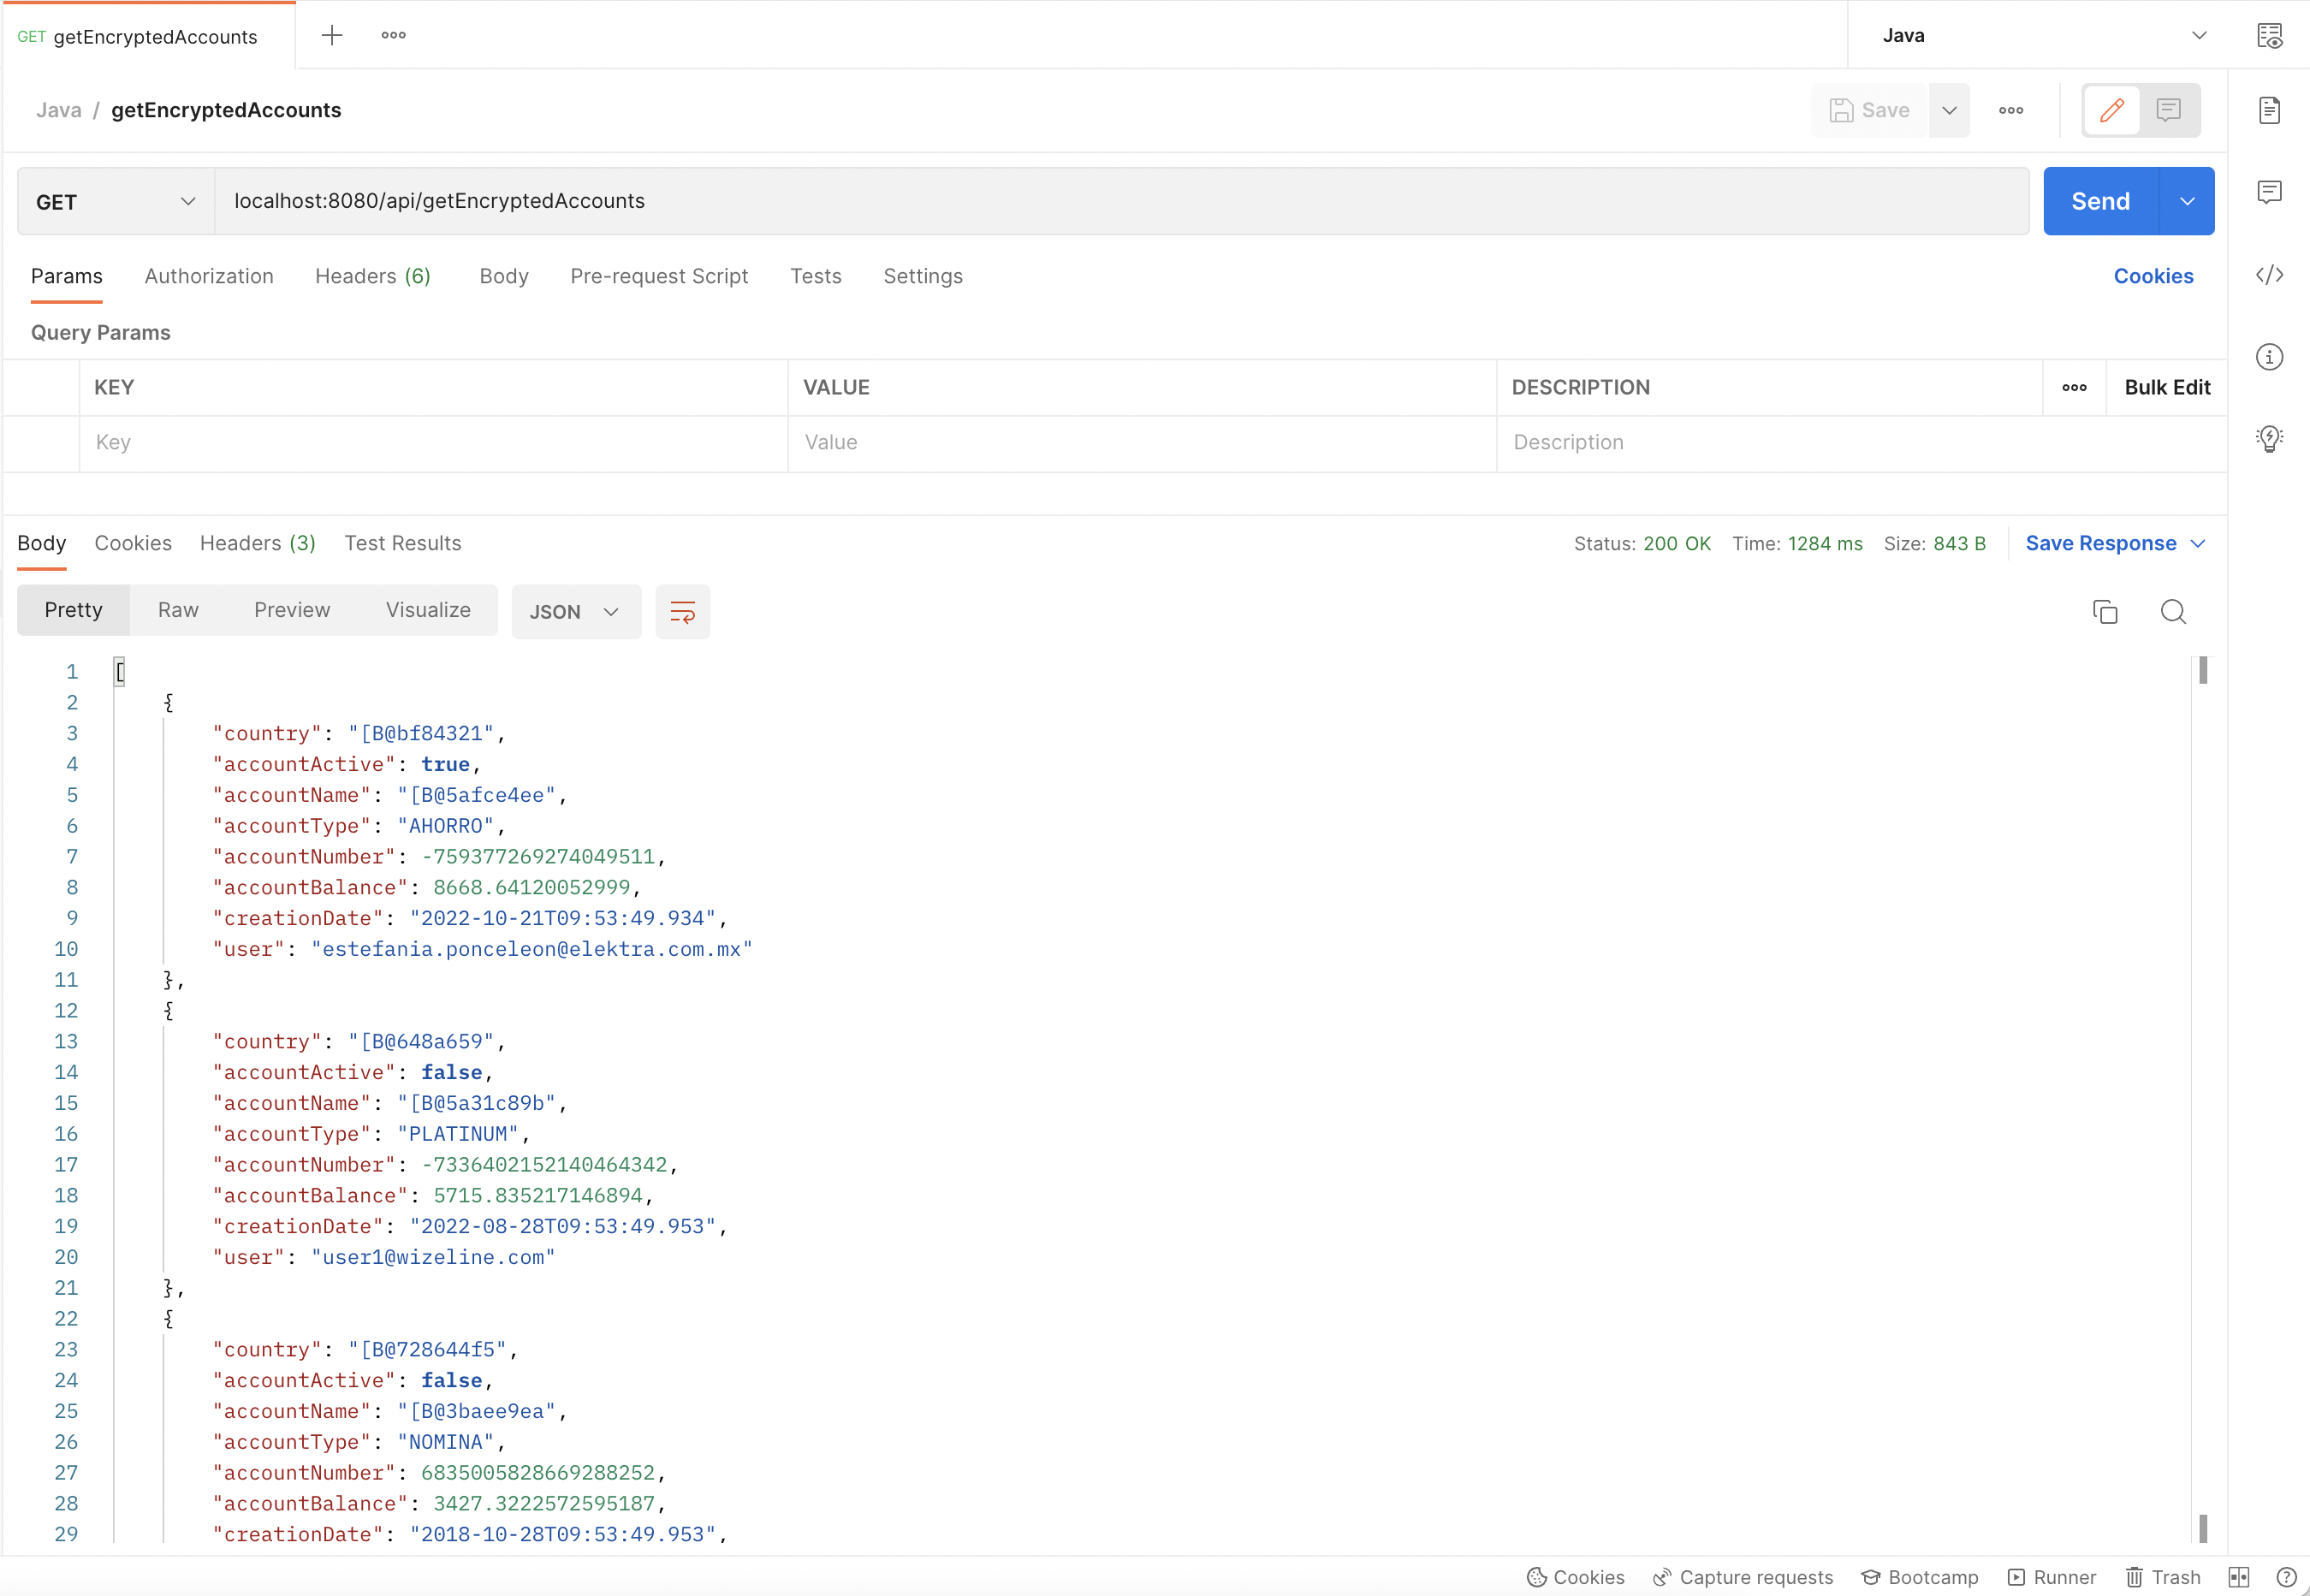 GET getEncryptedAccounts
Java
Java / getEncryptedAccounts
Save
GET localhost:8080/api/getEncryptedAccounts Send
Params Authorization Headers (6) Body Pre-request Script Tests Settings Cookies
Query Params
KEY VALUE DESCRIPTION Bulk Edit
Key Value Description
Body Cookies Headers (3) Test Results Status: 200 OK Time: 1284 ms Size: 843 B Save Response
Pretty Raw Preview Visualize JSON
1 [
2 {
3 "country": "[B@bf84321",
4 "accountActive": true,
5 "accountName": "[B@5afce4ee",
6 "accountType": "AHORRO",
7 "accountNumber": -759377269274049511,
8 "accountBalance": 8668.64120052999,
9 "creationDate": "2022-10-21T09:53:49.934",
10 "user": "estefania.ponceleon@elektra.com.mx"
11 },
12 {
13 "country": "[B@648a659",
14 "accountActive": false,
15 "accountName": "[B@5a31c89b",
16 "accountType": "PLATINUM",
17 "accountNumber": -7336402152140464342,
18 "accountBalance": 5715.835217146894,
19 "creationDate": "2022-08-28T09:53:49.953",
20 "user": "user1@wizeline.com"
21 },
22 {
23 "country": "[B@728644f5",
24 "accountActive": false,
25 "accountName": "[B@3baee9ea",
26 "accountType": "NOMINA",
27 "accountNumber": 6835005828669288252,
28 "accountBalance": 3427.3222572595187,
29 "creationDate": "2018-10-28T09:53:49.953",
Cookies Capture requests Bootcamp Runner Trash